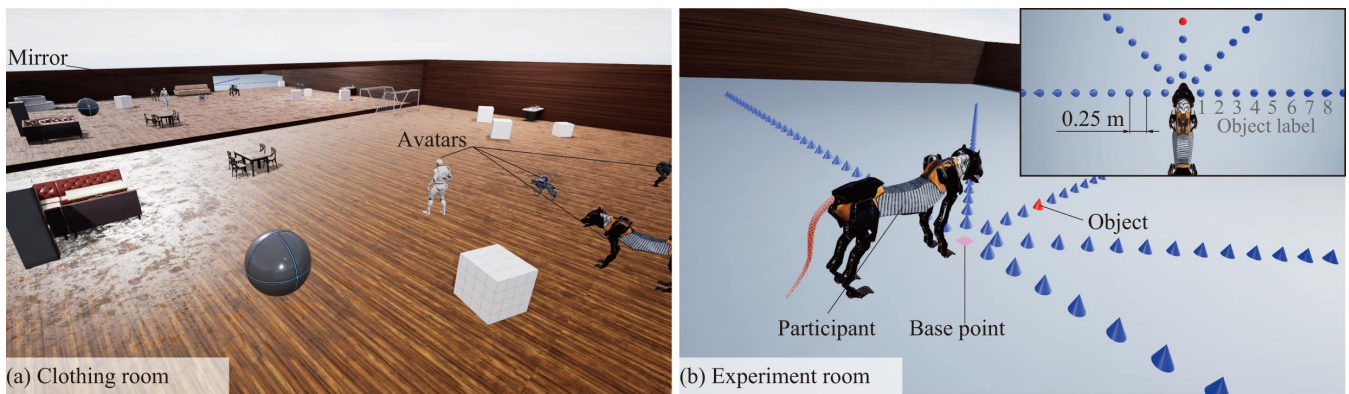 Mirror
Avatars
(a) Clothing room
1 2 3 4 5 6 7 8
0.25 m
Object label
Object
Participant
Base point
(b) Experiment room